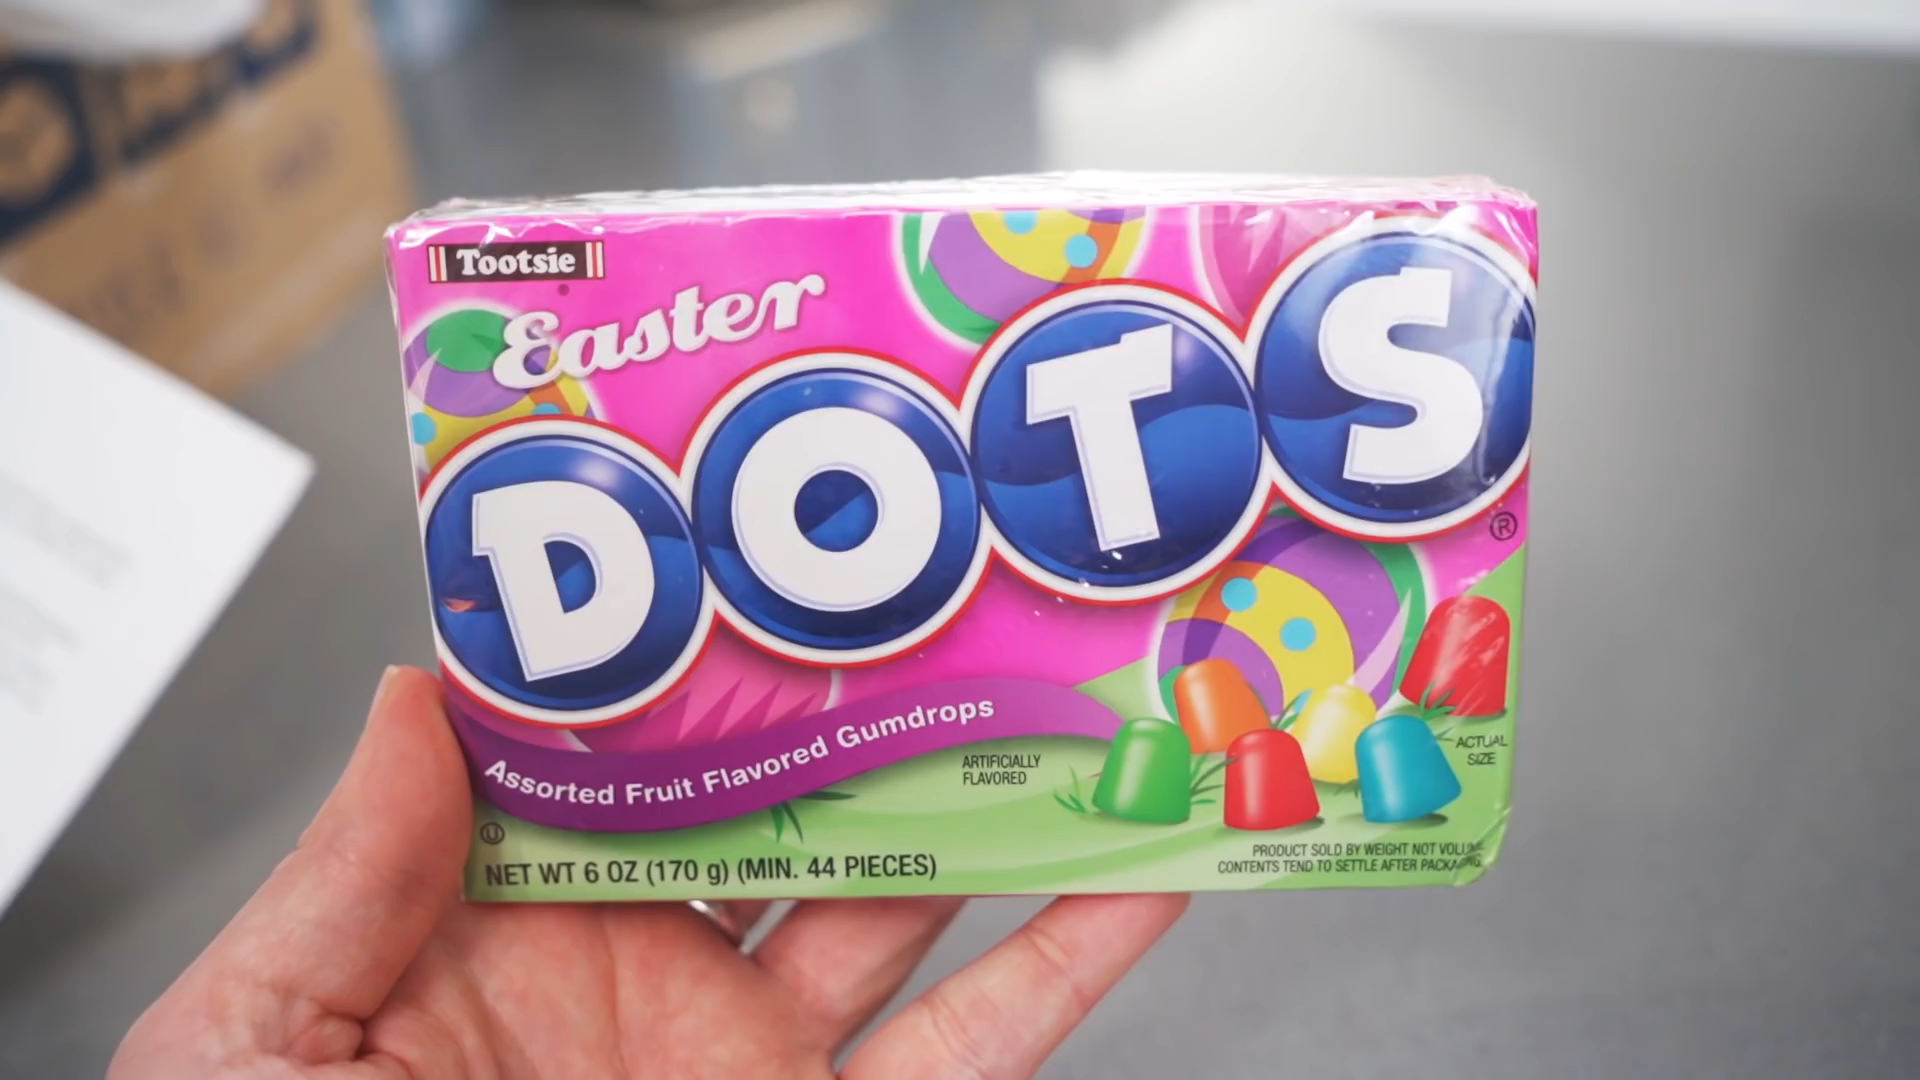 Tootsie
Easter
DOTS
®
Assorted Fruit Flavored Gumdrops
ARTIFICIALLY
FLAVORED
ACTUAL
SIZE
U
NET WT 6 OZ (170 g) (MIN. 44 PIECES)
PRODUCT SOLD BY WEIGHT NOT
CONTENTS TEND TO SETTLE AFTER